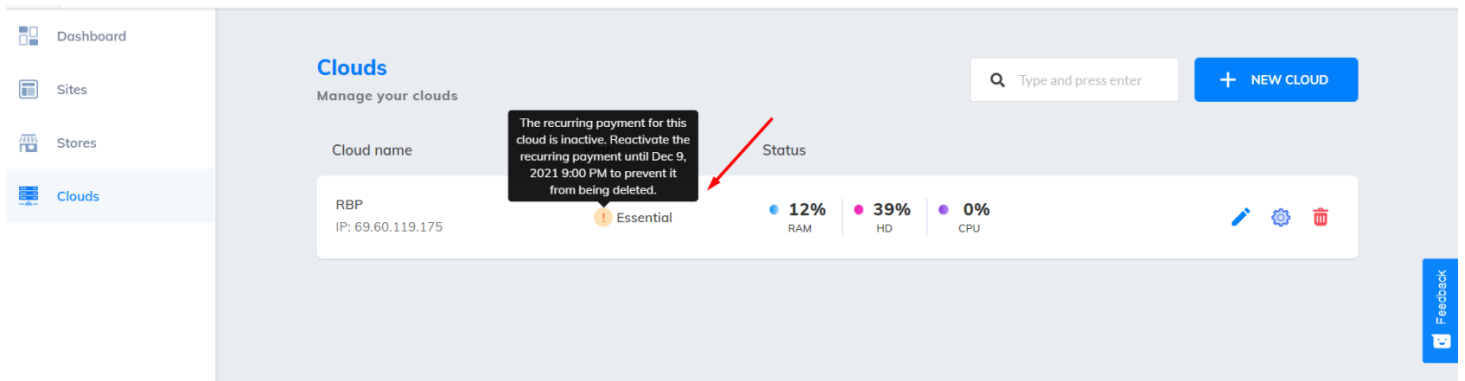 Dashboard
Sites
Stores
Clouds
Clouds
Manage your clouds
Type and press enter
+ NEW CLOUD
The recurring payment for this
cloud is inactive. Reactivate the
recurring payment until Dec 9,
2021 9:00 PM to prevent it
from being deleted.
Cloud name
Status
RBP
IP: 69.60.119.175
! Essential
12%
RAM
39%
HD
0%
CPU
Feedback